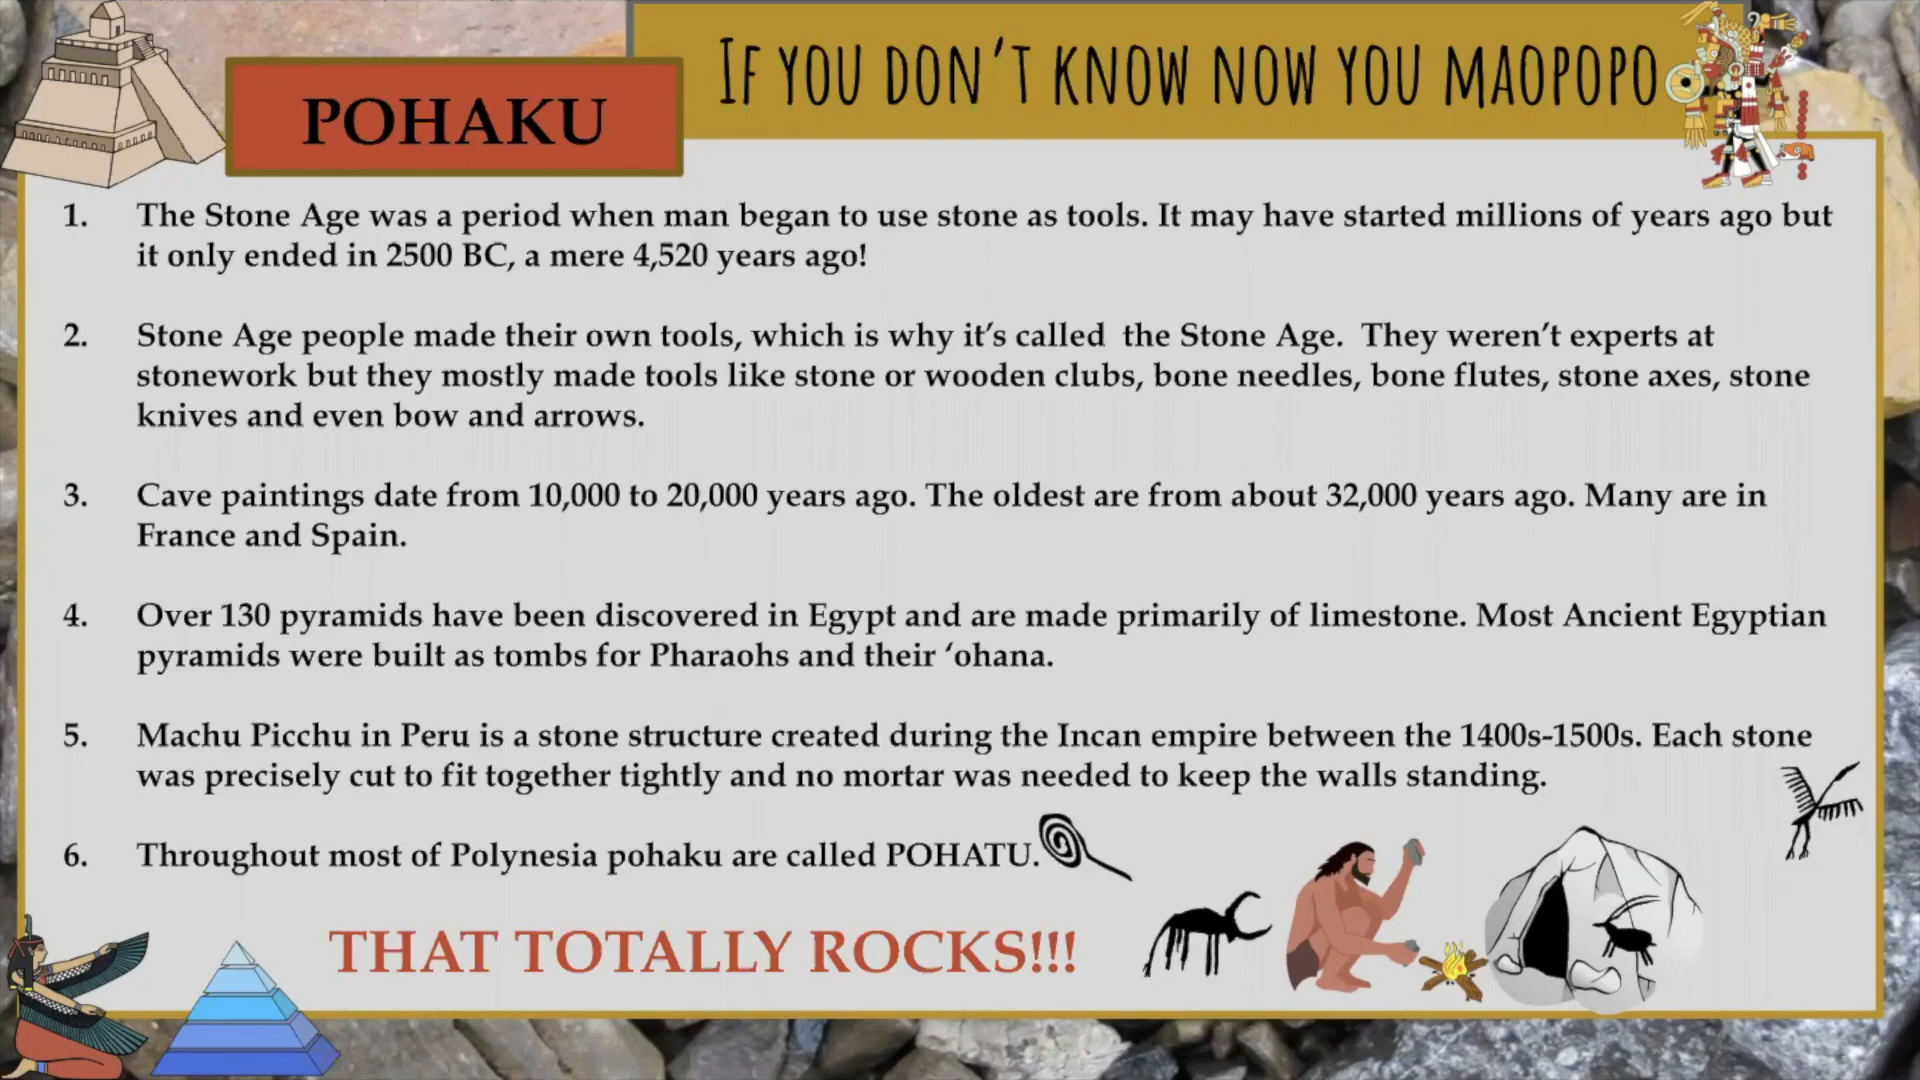 IF YOU DON'T KNOW NOW YOU MAOPOPO
POHAKU
1. The Stone Age was a period when man began to use stone as tools. It may have started millions of years ago but
it only ended in 2500 BC, a mere 4,520 years ago!
2. Stone Age people made their own tools, which is why it's called the Stone Age. They weren't experts at
stonework but they mostly made tools like stone or wooden clubs, bone needles, bone flutes, stone axes, stone
knives and even bow and arrows.
3. Cave paintings date from 10,000 to 20,000 years ago. The oldest are from about 32,000 years ago. Many are in
France and Spain.
4. Over 130 pyramids have been discovered in Egypt and are made primarily of limestone. Most Ancient Egyptian
pyramids were built as tombs for Pharaohs and their ‘ohana.
5. Machu Picchu in Peru is a stone structure created during the Incan empire between the 1400s-1500s. Each stone
was precisely cut to fit together tightly and no mortar was needed to keep the walls standing.
6. Throughout most of Polynesia pohaku are called POHATU.
THAT TOTALLY ROCKS!!!